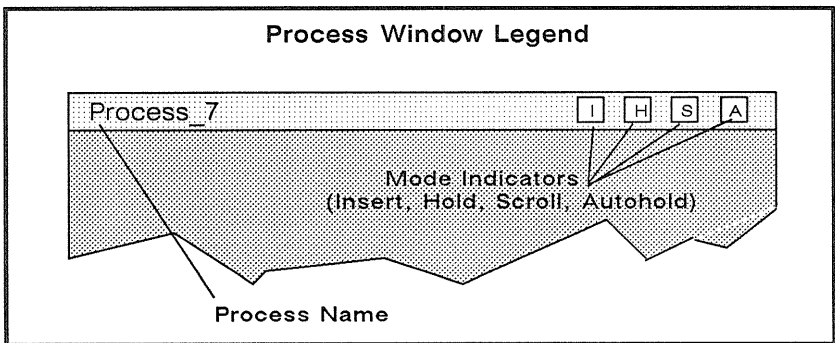 Process Window Legend
Process_7 I H S A
Mode Indicators
(Insert, Hold, Scroll, Autohold)
Process Name